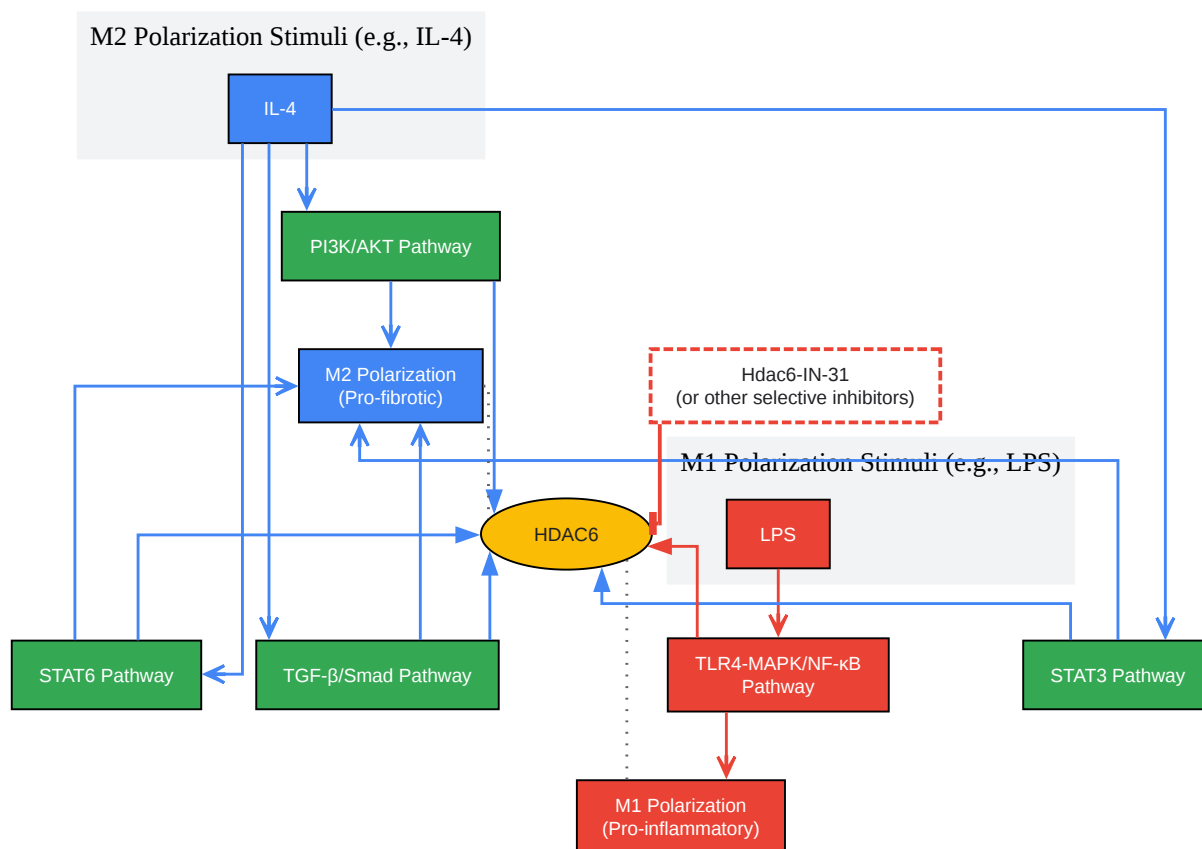 M2 Polarization Stimuli (e.g., IL-4)
IL-4
PI3K/AKT Pathway
M2 Polarization
(Pro-fibrotic)
Hdac6-IN-31
(or other selective inhibitors)
M1 Polarization Stimuli (e.g., LPS)
HDAC6
LPS
STAT6 Pathway
TGF-β/Smad Pathway
TLR4-MAPK/NF-κB
Pathway
STAT3 Pathway
M1 Polarization
(Pro-inflammatory)